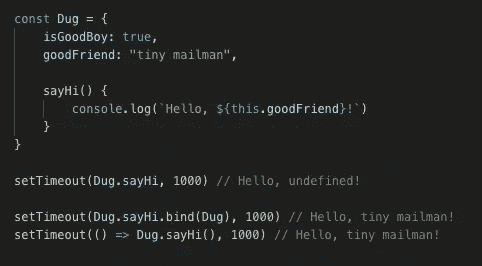 const Dug = {
    isGoodBoy: true,
    goodFriend: "tiny mailman",

    sayHi() {
        console.log(`Hello, ${this.goodFriend}!`)
    }
}

setTimeout(Dug.sayHi, 1000) // Hello, undefined!

setTimeout(Dug.sayHi.bind(Dug), 1000) // Hello, tiny mailman!
setTimeout(() => Dug.sayHi(), 1000) // Hello, tiny mailman!